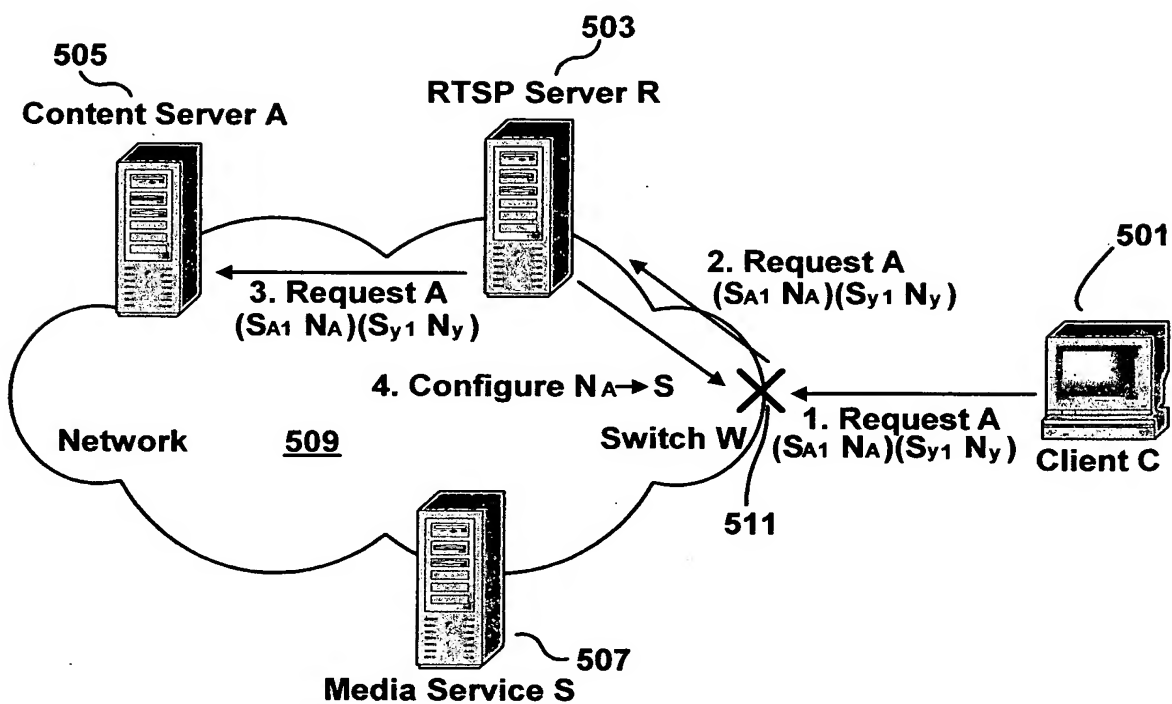 503
505
RTSP Server R
Content Server A
501
2. Request A
(SA1 NA)(Sy1 Ny)
3. Request A
(SA1 NA)(Sy1 Ny)
4. Configure NA→S
1. Request A
(SA1 NA)(Sy1 Ny)
Network
509
Switch W
Client C
511
507
Media Service S